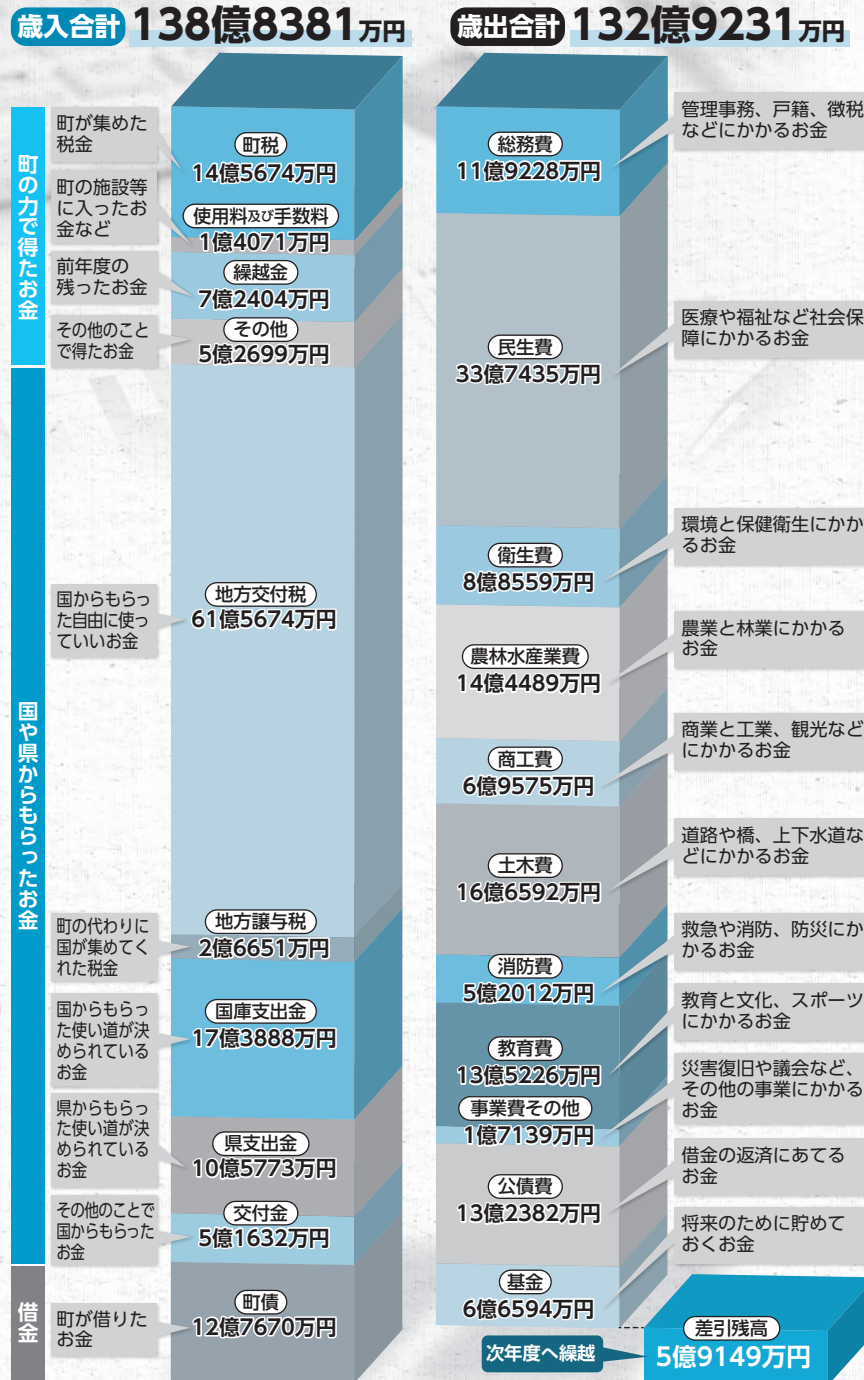 歳入合計 138億8381万円
町の力で得たお金
町が集めた
税金
町税
14億5674万円
町の施設等
に入ったお
金など
使用料及び手数料
1億4071万円
前年度の
残ったお金
繰越金
7億2404万円
その他のこと
で得たお金
その他
5億2699万円
国や県からもらったお金
国からもらっ
た自由に使っ
ていいお金
地方交付税
61億5674万円
町の代わりに
国が集めてく
れた税金
地方譲与税
2億6651万円
国からもらっ
た使い道が決
められている
お金
国庫支出金
17億3888万円
県からもらっ
た使い道が決
められている
お金
県支出金
10億5773万円
その他のことで
国からもらった
お金
交付金
5億1632万円
借金
町が借りた
お金
町債
12億7670万円
歳出合計 132億9231万円
総務費
11億9228万円
管理事務、戸籍、徴税
などにかかるお金
民生費
33億7435万円
医療や福祉など社会保
障にかかるお金
衛生費
8億8559万円
環境と保健衛生にかか
るお金
農林水産業費
14億4489万円
農業と林業にかかる
お金
商工費
6億9575万円
商業と工業、観光など
にかかるお金
土木費
16億6592万円
道路や橋、上下水道な
どにかかるお金
消防費
5億2012万円
救急や消防、防災にか
かるお金
教育費
13億5226万円
教育と文化、スポーツ
にかかるお金
事業費その他
1億7139万円
災害復旧や議会など、
その他の事業にかかる
お金
公債費
13億2382万円
借金の返済にあてる
お金
基金
6億6594万円
将来のために貯めて
おくお金
次年度へ繰越
差引残高
5億9149万円